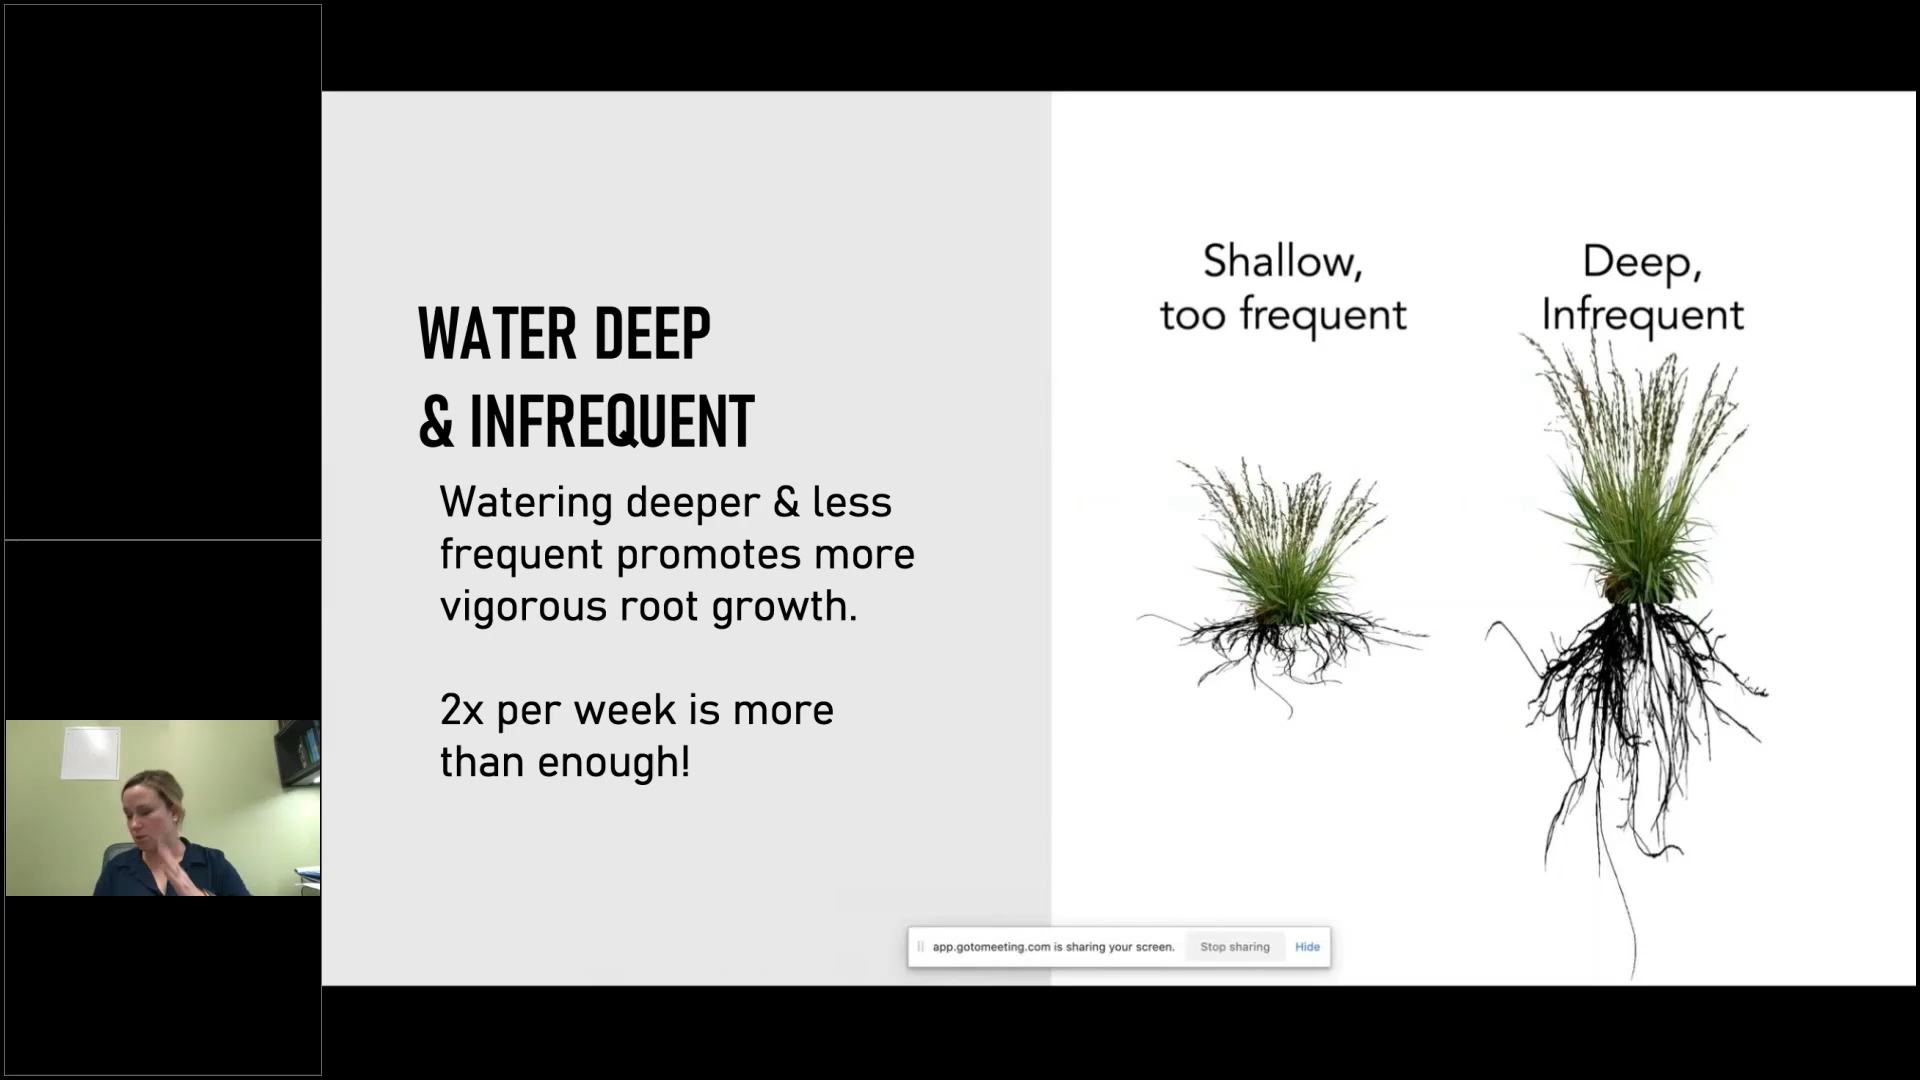 WATER DEEP
& INFREQUENT
Watering deeper & less
frequent promotes more
vigorous root growth.
2x per week is more
than enough!
Shallow,
too frequent
Deep,
Infrequent
app.gotomeeting.com is sharing your screen.
Stop sharing
Hide